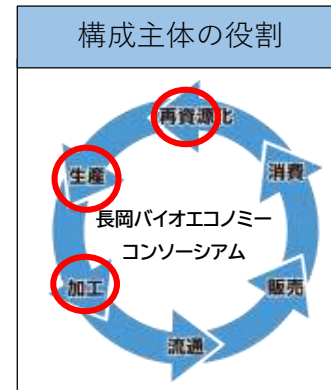 構成主体の役割
再資源化
生産
消費
長岡バイオエコノミー
コンソーシアム
加工
販売
流通